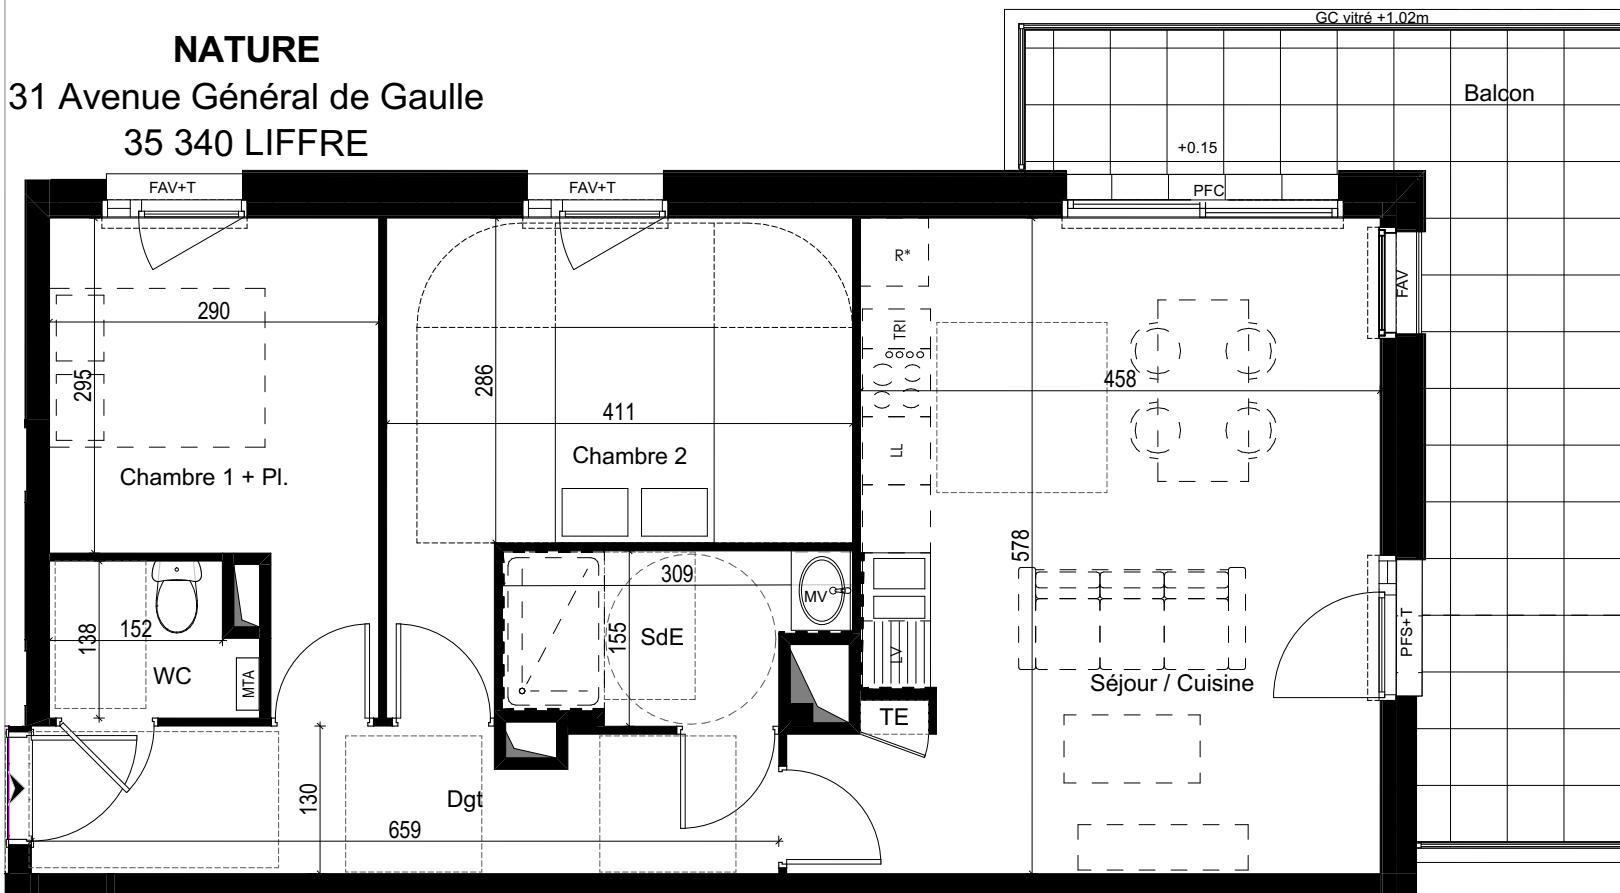 NATURE
31 Avenue Général de Gaulle
35 340 LIFFRE
GC vitré +1.02m
Balcon
+0.15
FAV+T
FAV+T
PFC
R*
FAV
290
TRI
295
286
458
411
Chambre 2
LL
Chambre 1 + Pl.
578
309
MV
138
152
155
SdE
PFS+T
LV
WC
MTA
Séjour / Cuisine
TE
130
Dgt
659